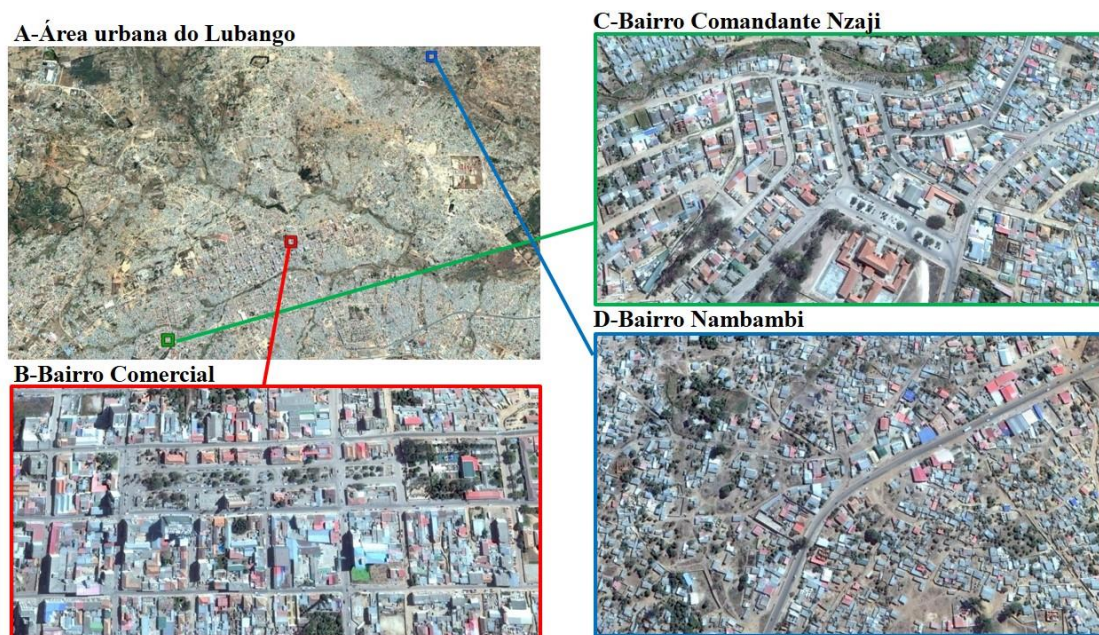 A-Área urbana do Lubango
C-Bairro Comandante Nzaji
B-Bairro Comercial
D-Bairro Nambambi